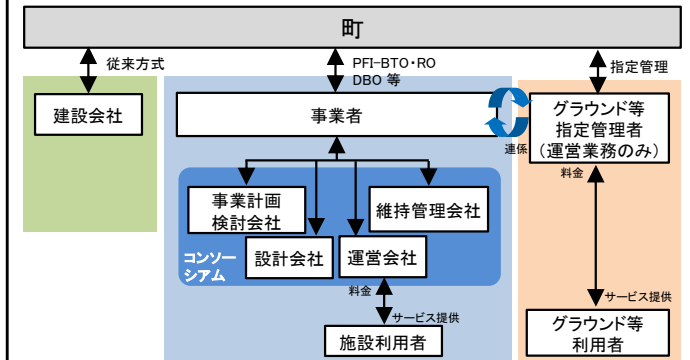 町
従来方式
PFI-BTO・RO
DBO 等
指定管理
建設会社
事業者
連係
グラウンド等
指定管理者
(運営業務のみ)
料金
事業計画
検討会社
維持管理会社
コンソー
シアム
設計会社
運営会社
料金
サービス提供
サービス提供
施設利用者
グラウンド等
利用者